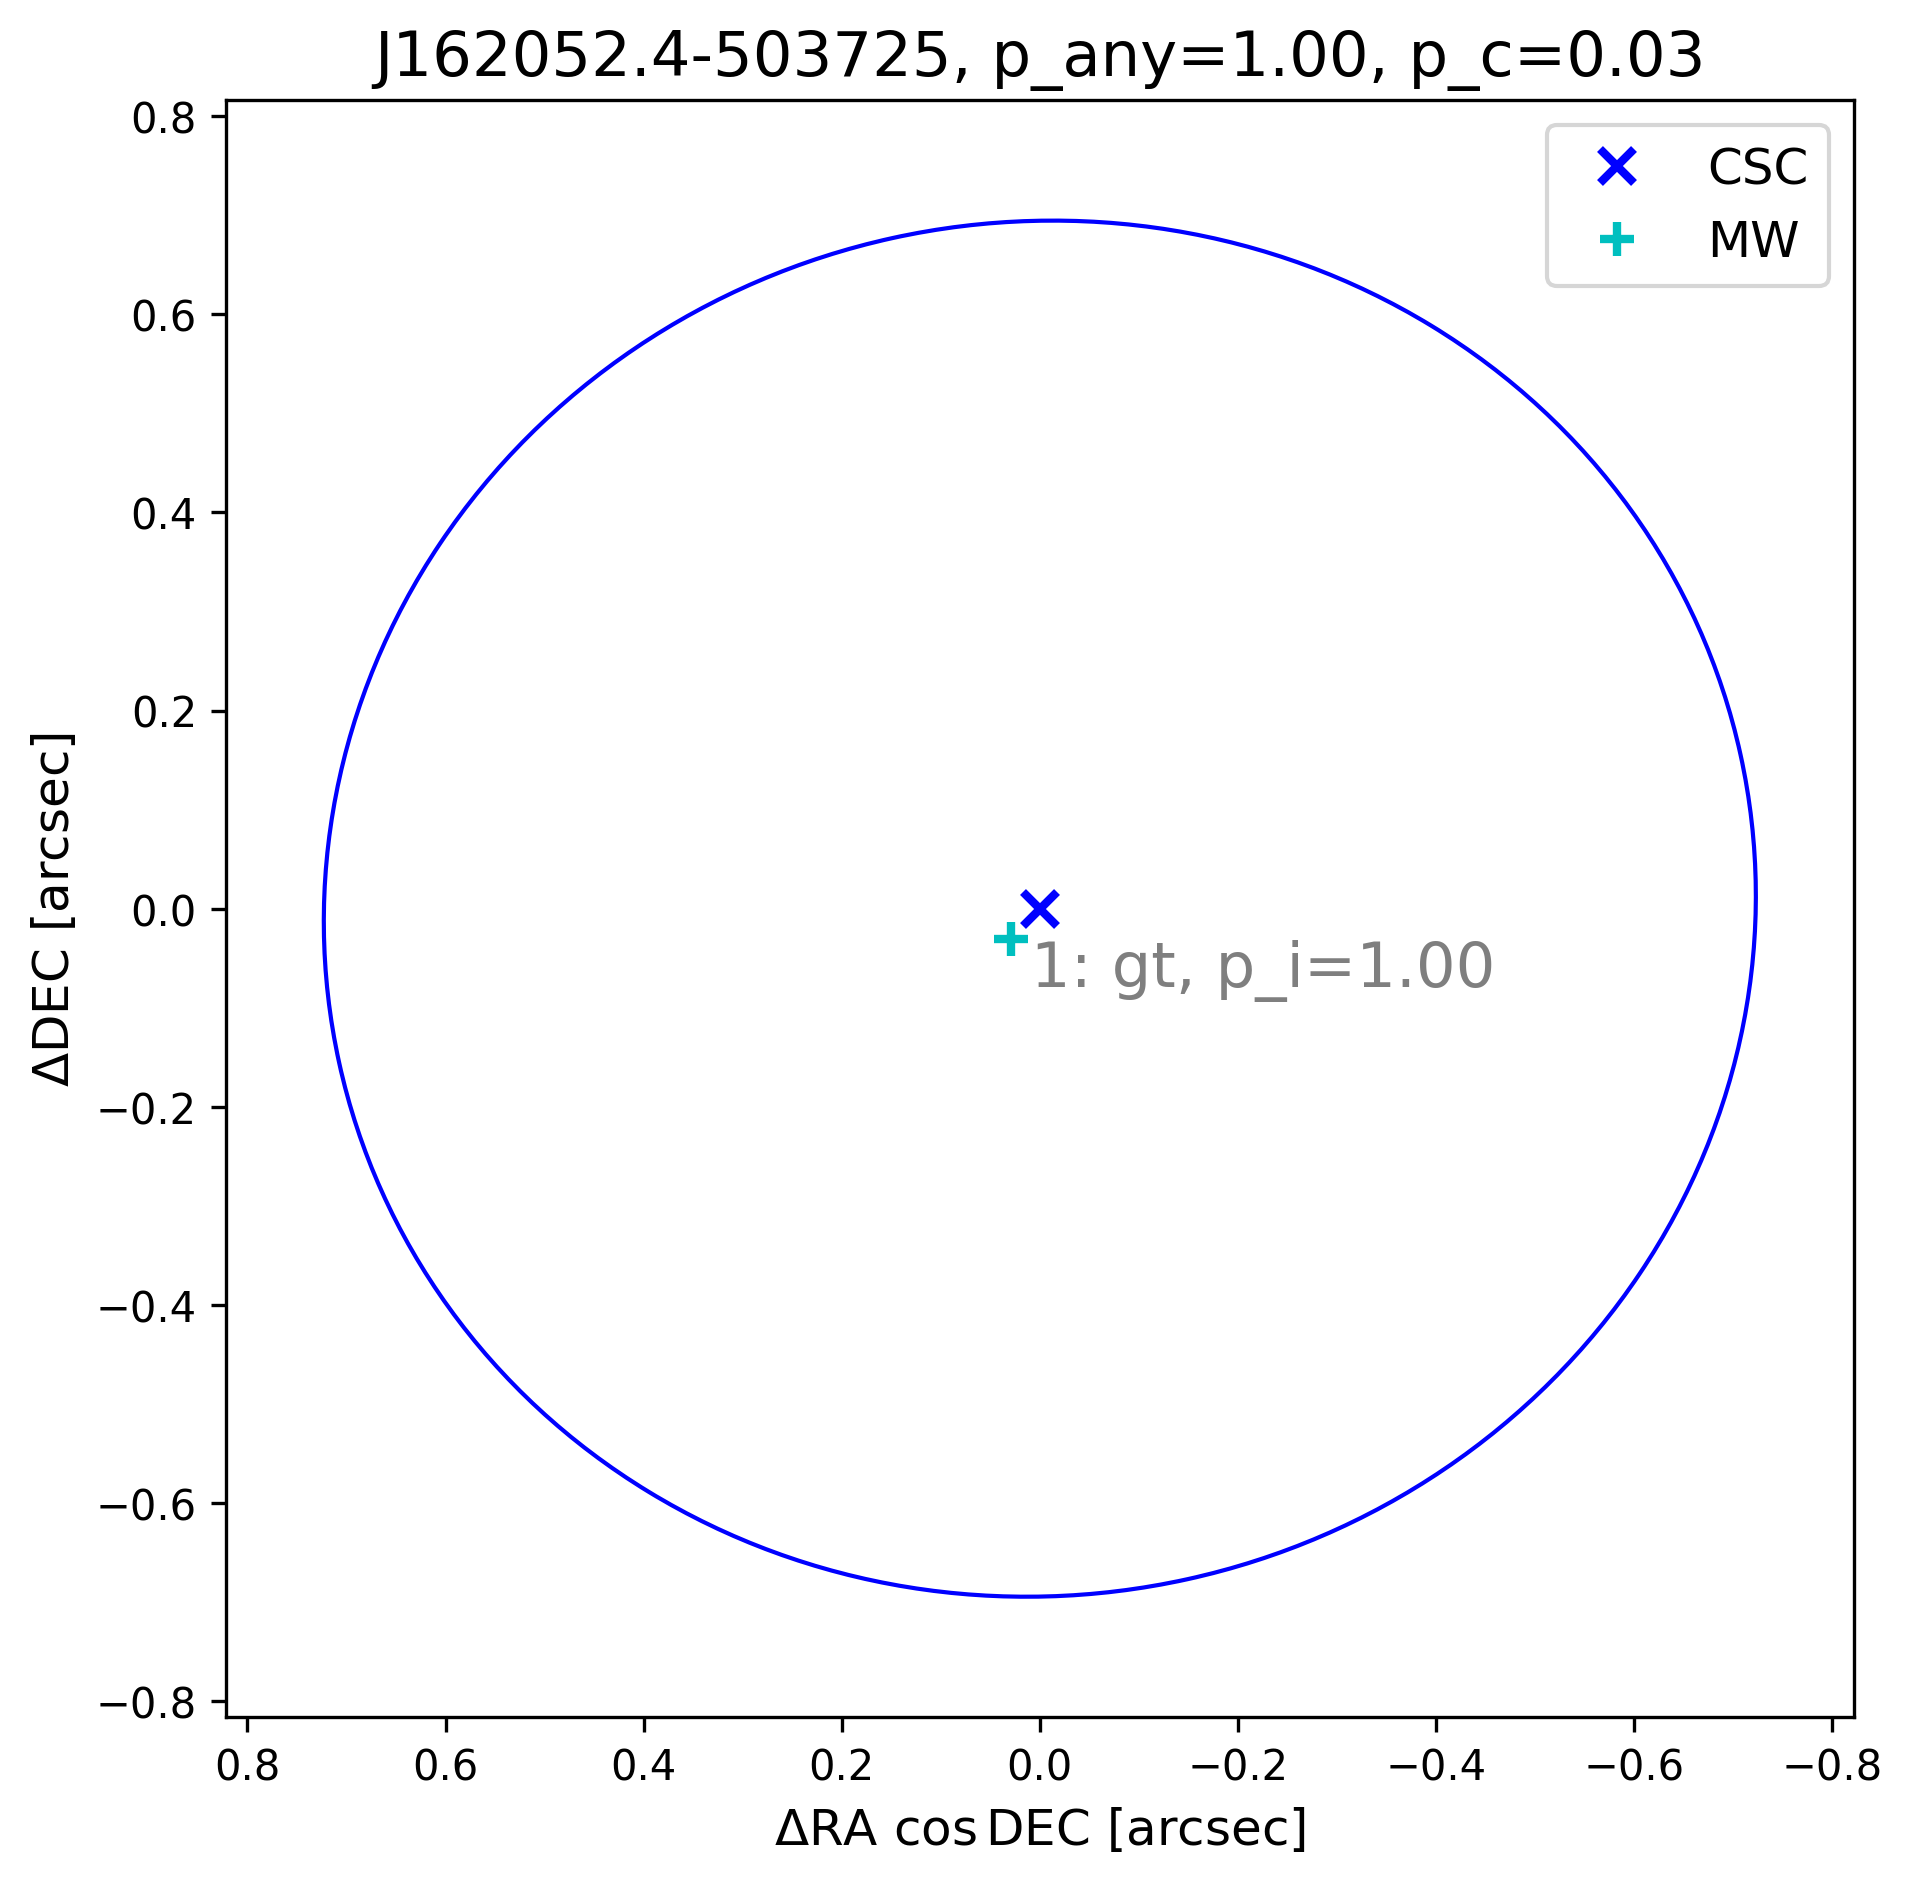 J162052.4-503725, p_any=1.00, p_c=0.03
CSC
MW
0.8
0.6
0.4
0.2
0.0
−0.2
−0.4
−0.6
−0.8
ΔDEC [arcsec]
1: gt, p_i=1.00
0.8 0.6 0.4 0.2 0.0 −0.2 −0.4 −0.6 −0.8
ΔRA cos DEC [arcsec]